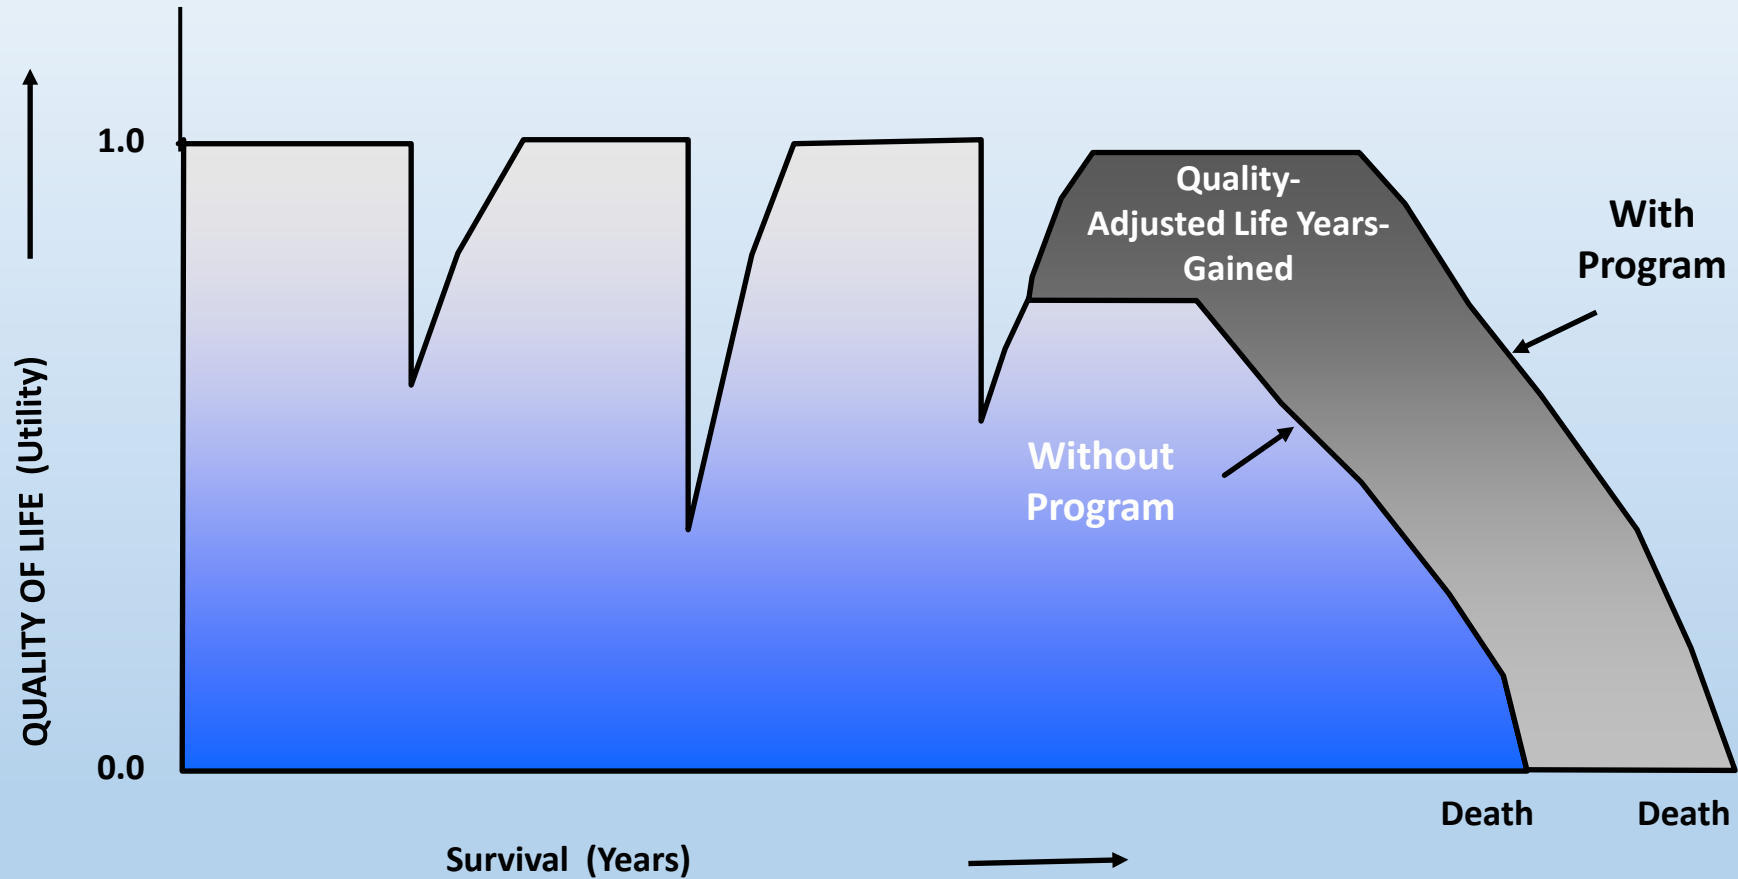 QUALITY OF LIFE  (Utility)
1.0
0.0
Quality-
Adjusted Life Years-
Gained
With
Program
Without
Program
Death
Death
Survival  (Years)